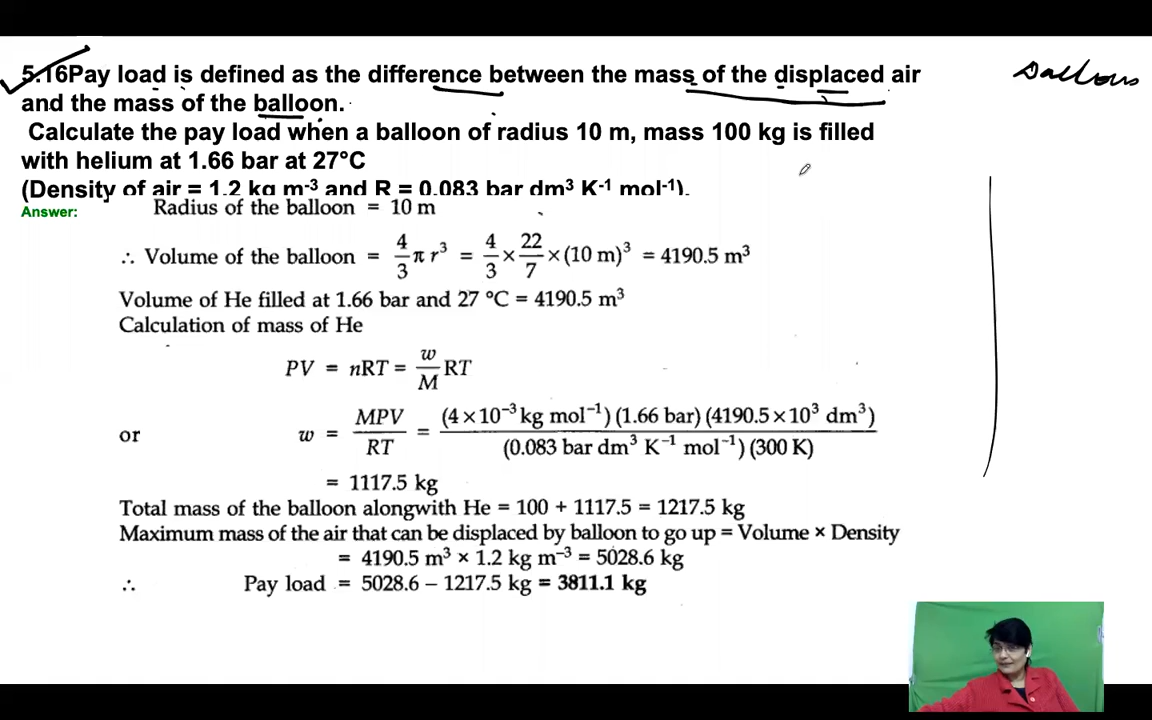 5.16Pay load is defined as the difference between the mass of the displaced air
and the mass of the balloon.
Calculate the pay load when a balloon of radius 10 m, mass 100 kg is filled
with helium at 1.66 bar at 27°C
(Density of air = 1.2 kg m⁻³ and R = 0.083 bar dm³ K⁻¹ mol⁻¹).
Answer:
Radius of the balloon = 10 m
∴ Volume of the balloon = 4/3 π r³ = 4/3 × 22/7 × (10 m)³ = 4190.5 m³
Volume of He filled at 1.66 bar and 27 °C = 4190.5 m³
Calculation of mass of He
PV = nRT = w/M RT
or w = MPV/RT = (4 × 10⁻³ kg mol⁻¹) (1.66 bar) (4190.5 × 10³ dm³) / (0.083 bar dm³ K⁻¹ mol⁻¹) (300 K)
= 1117.5 kg
Total mass of the balloon alongwith He = 100 + 1117.5 = 1217.5 kg
Maximum mass of the air that can be displaced by balloon to go up = Volume × Density
= 4190.5 m³ × 1.2 kg m⁻³ = 5028.6 kg
∴ Pay load = 5028.6 – 1217.5 kg = 3811.1 kg